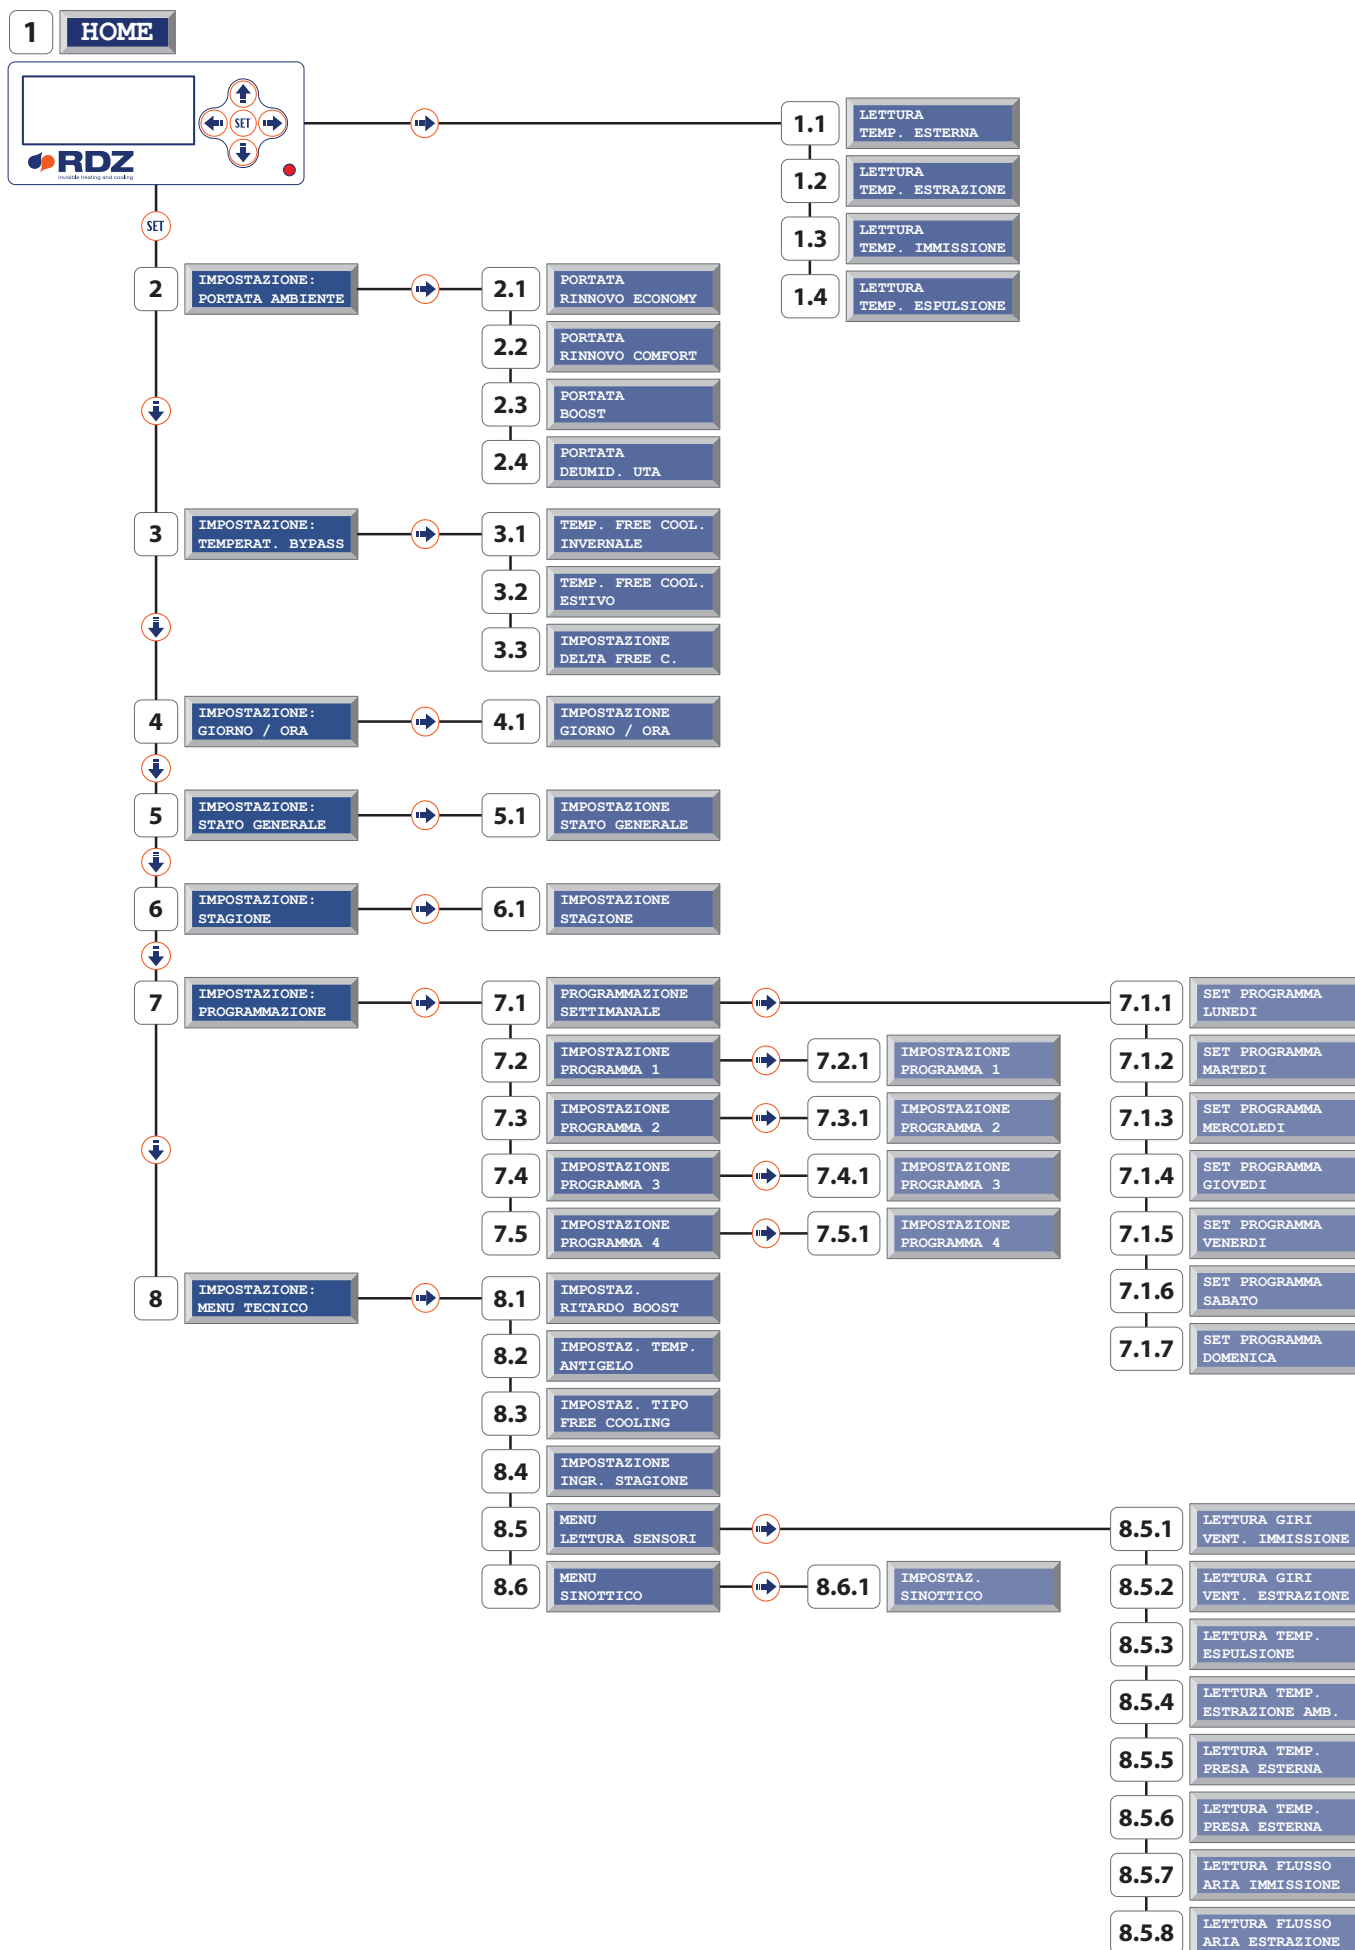 1 HOME
SET
RDZ
invisible heating and cooling
1.1 LETTURA
TEMP. ESTERNA
1.2 LETTURA
TEMP. ESTRAZIONE
1.3 LETTURA
TEMP. IMMISSIONE
1.4 LETTURA
TEMP. ESPULSIONE
SET
2 IMPOSTAZIONE:
PORTATA AMBIENTE
2.1 PORTATA
RINNOVO ECONOMY
2.2 PORTATA
RINNOVO COMFORT
2.3 PORTATA
BOOST
2.4 PORTATA
DEUMID. UTA
3 IMPOSTAZIONE:
TEMPERAT. BYPASS
3.1 TEMP. FREE COOL.
INVERNALE
3.2 TEMP. FREE COOL.
ESTIVO
3.3 IMPOSTAZIONE
DELTA FREE C.
4 IMPOSTAZIONE:
GIORNO / ORA
4.1 IMPOSTAZIONE
GIORNO / ORA
5 IMPOSTAZIONE:
STATO GENERALE
5.1 IMPOSTAZIONE
STATO GENERALE
6 IMPOSTAZIONE:
STAGIONE
6.1 IMPOSTAZIONE
STAGIONE
7 IMPOSTAZIONE:
PROGRAMMAZIONE
7.1 PROGRAMMAZIONE
SETTIMANALE
7.1.1 SET PROGRAMMA
LUNEDI
7.1.2 SET PROGRAMMA
MARTEDI
7.1.3 SET PROGRAMMA
MERCOLEDI
7.1.4 SET PROGRAMMA
GIOVEDI
7.1.5 SET PROGRAMMA
VENERDI
7.1.6 SET PROGRAMMA
SABATO
7.1.7 SET PROGRAMMA
DOMENICA
7.2 IMPOSTAZIONE
PROGRAMMA 1
7.2.1 IMPOSTAZIONE
PROGRAMMA 1
7.3 IMPOSTAZIONE
PROGRAMMA 2
7.3.1 IMPOSTAZIONE
PROGRAMMA 2
7.4 IMPOSTAZIONE
PROGRAMMA 3
7.4.1 IMPOSTAZIONE
PROGRAMMA 3
7.5 IMPOSTAZIONE
PROGRAMMA 4
7.5.1 IMPOSTAZIONE
PROGRAMMA 4
8 IMPOSTAZIONE:
MENU TECNICO
8.1 IMPOSTAZ.
RITARDO BOOST
8.2 IMPOSTAZ. TEMP.
ANTIGELO
8.3 IMPOSTAZ. TIPO
FREE COOLING
8.4 IMPOSTAZIONE
INGR. STAGIONE
8.5 MENU
LETTURA SENSORI
8.5.1 LETTURA GIRI
VENT. IMMISSIONE
8.5.2 LETTURA GIRI
VENT. ESTRAZIONE
8.5.3 LETTURA TEMP.
ESPULSIONE
8.5.4 LETTURA TEMP.
ESTRAZIONE AMB.
8.5.5 LETTURA TEMP.
PRESA ESTERNA
8.5.6 LETTURA TEMP.
PRESA ESTERNA
8.5.7 LETTURA FLUSSO
ARIA IMMISSIONE
8.5.8 LETTURA FLUSSO
ARIA ESTRAZIONE
8.6 MENU
SINOTTICO
8.6.1 IMPOSTAZ.
SINOTTICO